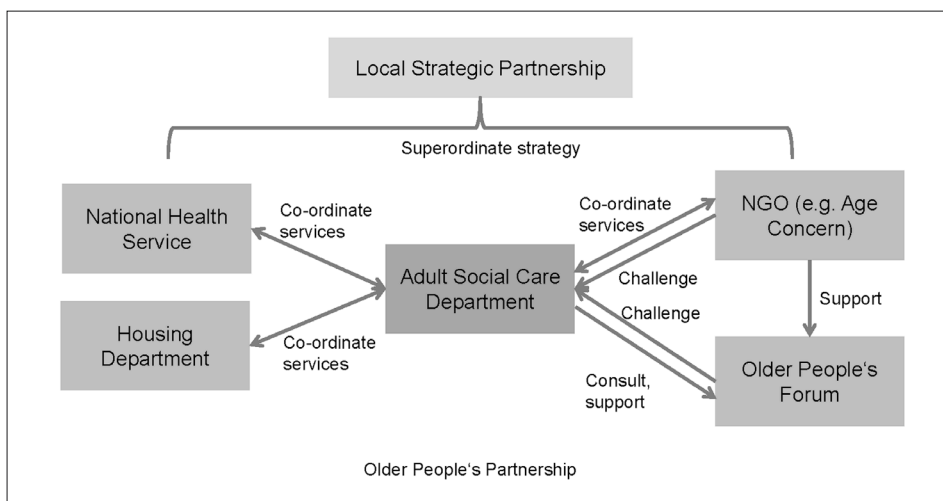 Local Strategic Partnership
Superordinate strategy
National Health
Service
Co-ordinate
services
Co-ordinate
services
NGO (e.g. Age
Concern)
Adult Social Care
Department
Challenge
Challenge
Support
Housing
Department
Co-ordinate
services
Consult,
support
Older People‘s
Forum
Older People‘s Partnership